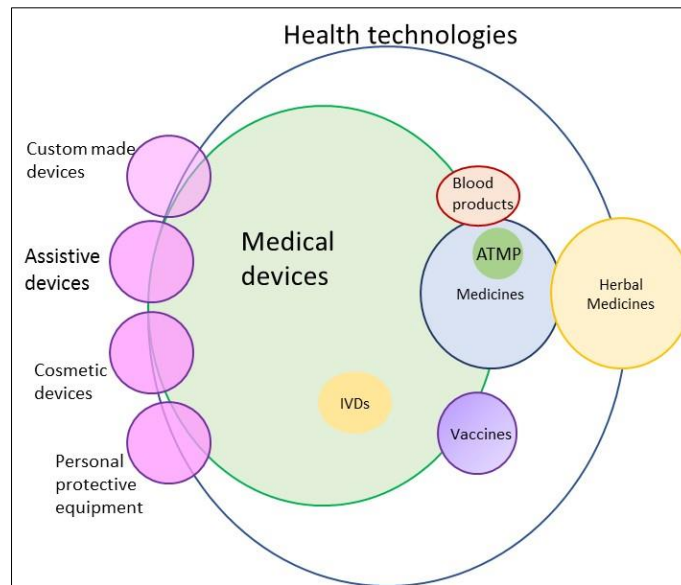 Health technologies
Custom made
devices
Blood
products
Assistive
devices
Medical
devices
ATMP
Medicines
Herbal
Medicines
Cosmetic
devices
IVDs
Vaccines
Personal
protective
equipment